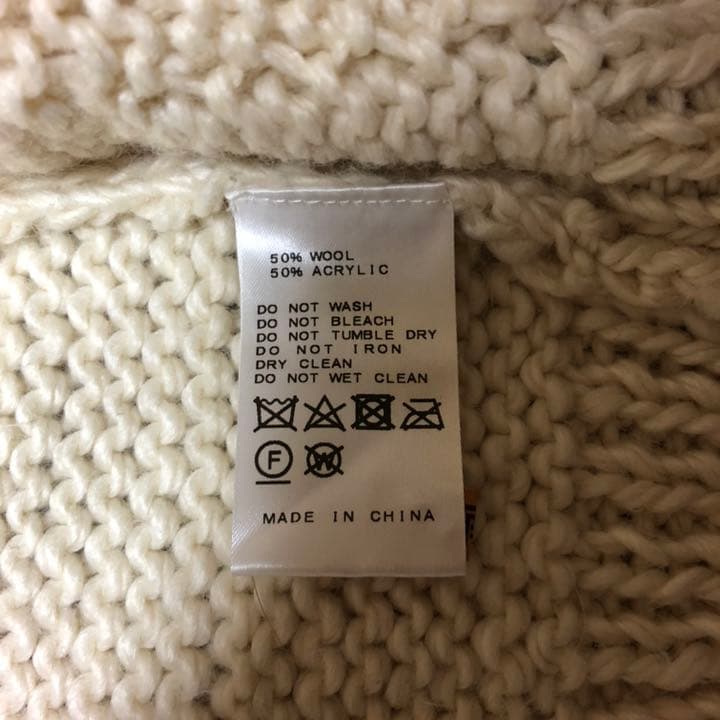 50% WOOL
50% ACRYLIC
DO NOT WASH
DO NOT BLEACH
DO NOT TUMBLE DRY
DO NOT IRON
DRY CLEAN
DO NOT WET CLEAN
F W
MADE IN CHINA